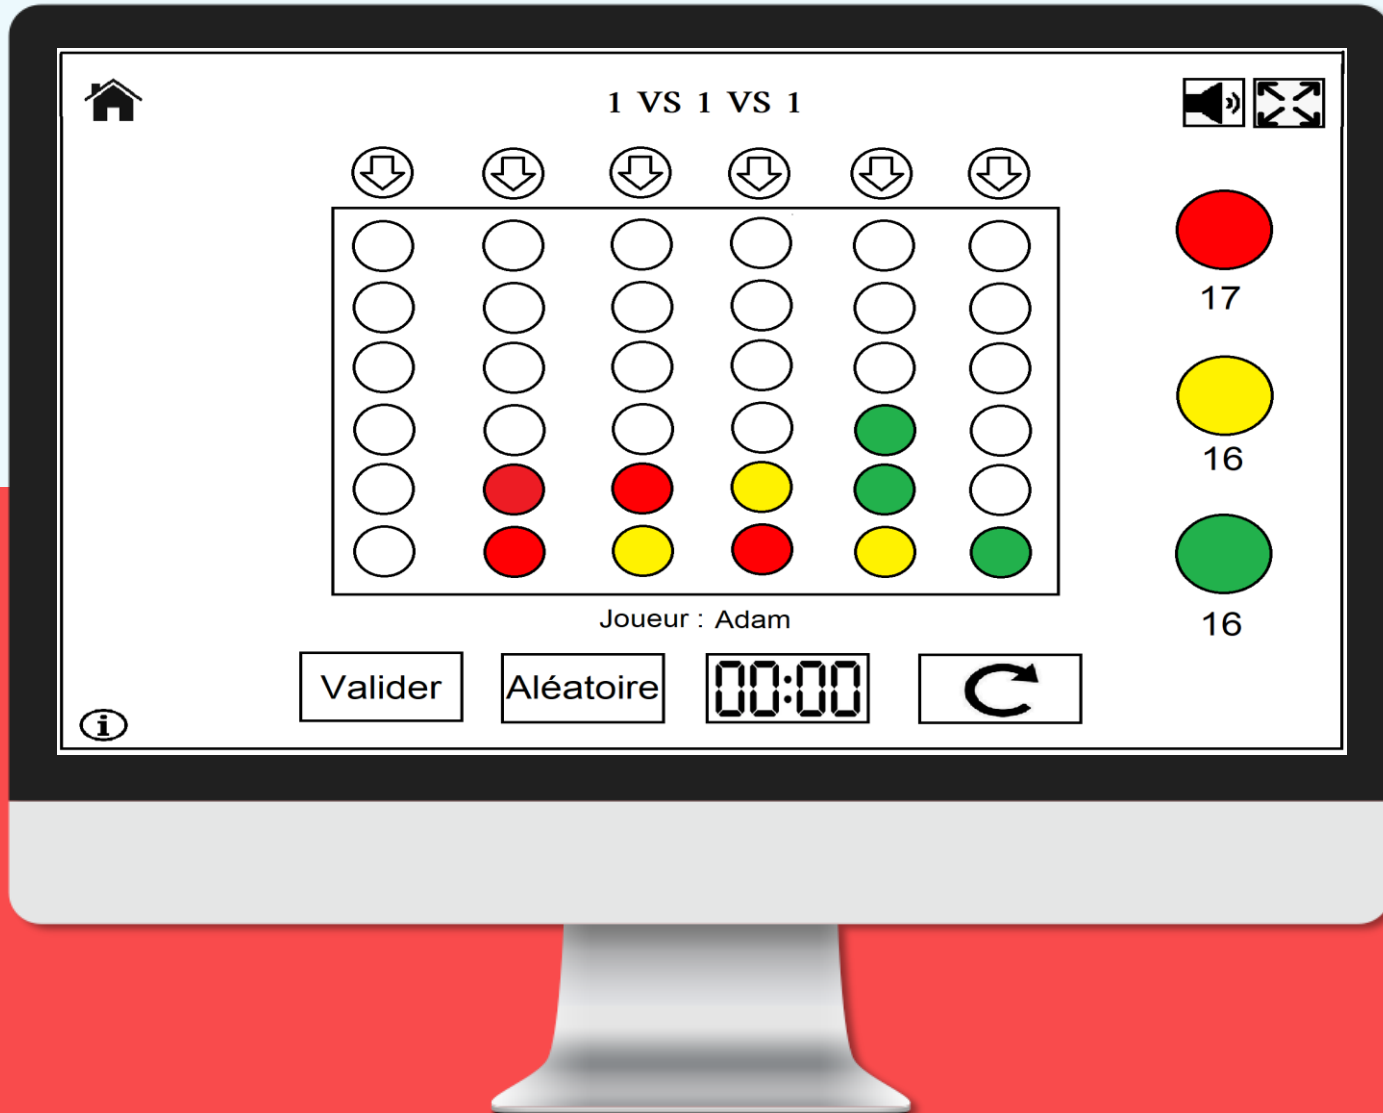 1 VS 1 VS 1
17
16
16
Joueur : Adam
Valider
Aléatoire
00:00
i